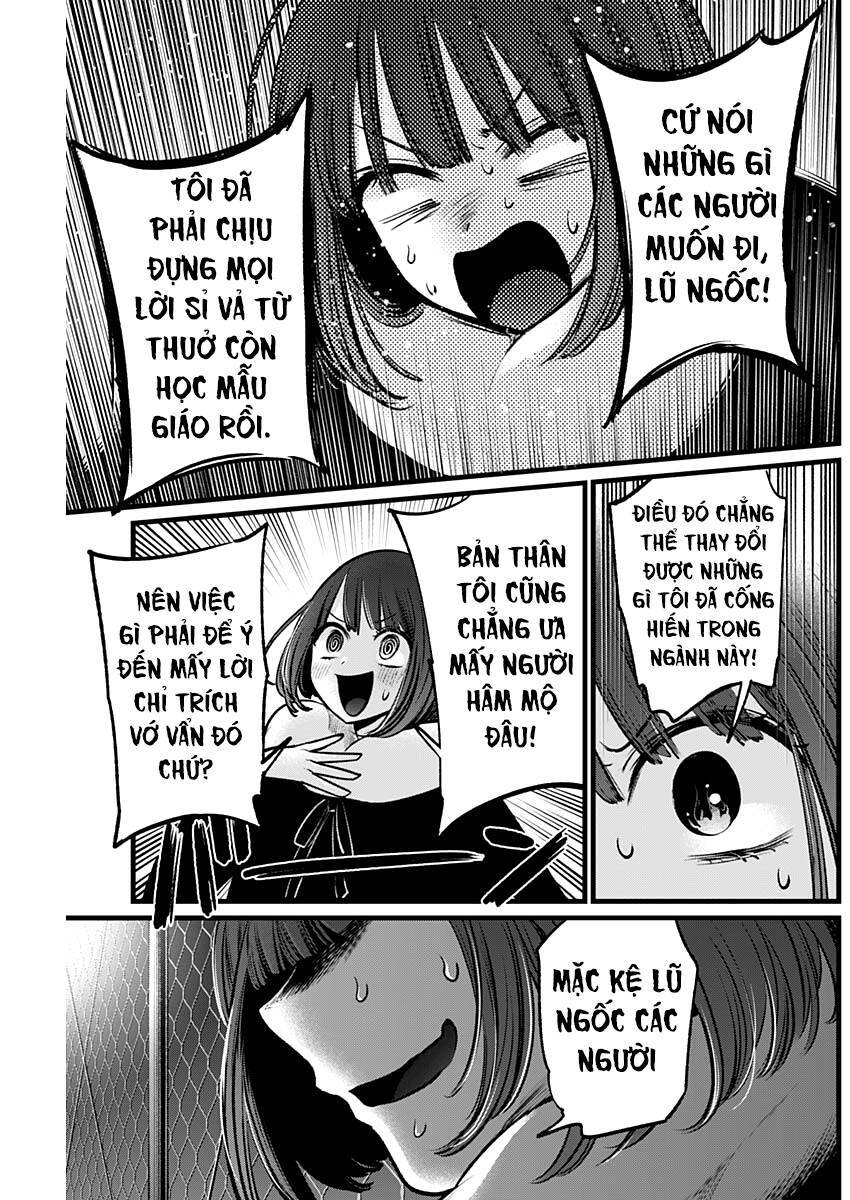 CỨ NÓI
NHỮNG GÌ
CÁC NGƯỜI
MUỐN ĐI,
LŨ NGỐC!
TÔI ĐÃ
PHẢI CHỊU
ĐỰNG MỌI
LỜI SỈ VẢ TỪ
THUỞ CÒN
HỌC MẪU
GIÁO RỒI.
ĐIỀU ĐÓ CHẲNG
THỂ THAY ĐỔI
ĐƯỢC NHỮNG
GÌ TÔI ĐÃ CỐNG
HIẾN TRONG
NGÀNH NÀY!
BẢN THÂN
TÔI CŨNG
CHẲNG ƯA
MẤY NGƯỜI
HÂM MỘ
ĐÂU!
NÊN VIỆC
GÌ PHẢI ĐỂ Ý
ĐẾN MẤY LỜI
CHỈ TRÍCH
VỚ VẨN ĐÓ
CHỨ?
MẶC KỆ LŨ
NGỐC CÁC
NGƯỜI